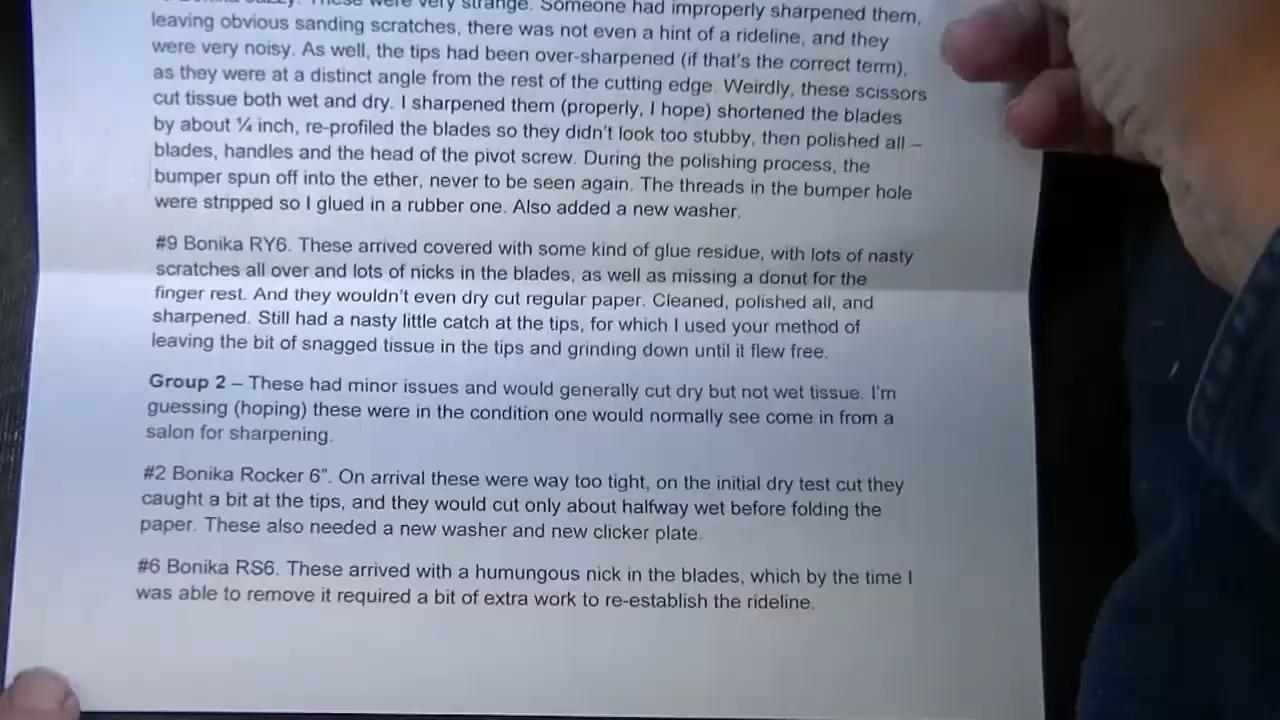 These were very strange. Someone had improperly sharpened them,
leaving obvious sanding scratches, there was not even a hint of a rideline, and they
were very noisy. As well, the tips had been over-sharpened (if that's the correct term),
as they were at a distinct angle from the rest of the cutting edge. Weirdly, these scissors
cut tissue both wet and dry. I sharpened them (properly, I hope) shortened the blades
by about ¼ inch, re-profiled the blades so they didn't look too stubby, then polished all –
blades, handles and the head of the pivot screw. During the polishing process, the
bumper spun off into the ether, never to be seen again. The threads in the bumper hole
were stripped so I glued in a rubber one. Also added a new washer.
#9 Bonika RY6. These arrived covered with some kind of glue residue, with lots of nasty
scratches all over and lots of nicks in the blades, as well as missing a donut for the
finger rest. And they wouldn't even dry cut regular paper. Cleaned, polished all, and
sharpened. Still had a nasty little catch at the tips, for which I used your method of
leaving the bit of snagged tissue in the tips and grinding down until it flew free.
Group 2 – These had minor issues and would generally cut dry but not wet tissue. I'm
guessing (hoping) these were in the condition one would normally see come in from a
salon for sharpening.
#2 Bonika Rocker 6". On arrival these were way too tight, on the initial dry test cut they
caught a bit at the tips, and they would cut only about halfway wet before folding the
paper. These also needed a new washer and new clicker plate.
#6 Bonika RS6. These arrived with a humungous nick in the blades, which by the time I
was able to remove it required a bit of extra work to re-establish the rideline.